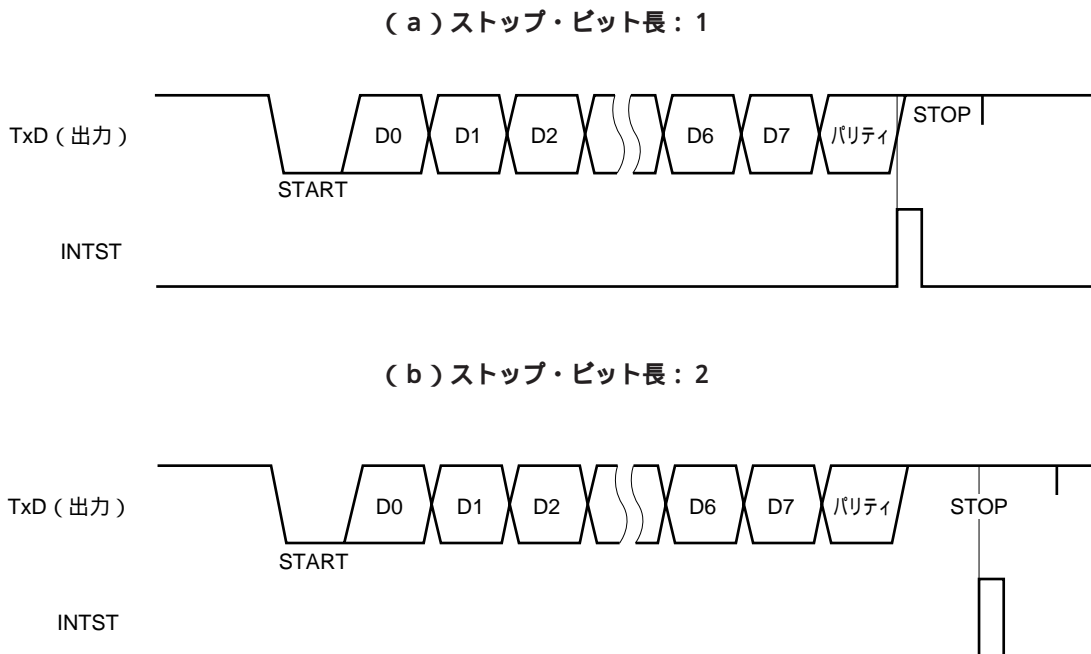 (a)ストップ・ビット長:1
TxD(出力)
D0 D1 D2 D6 D7 パリティ STOP
START
INTST
(b)ストップ・ビット長:2
TxD(出力)
D0 D1 D2 D6 D7 パリティ STOP
START
INTST